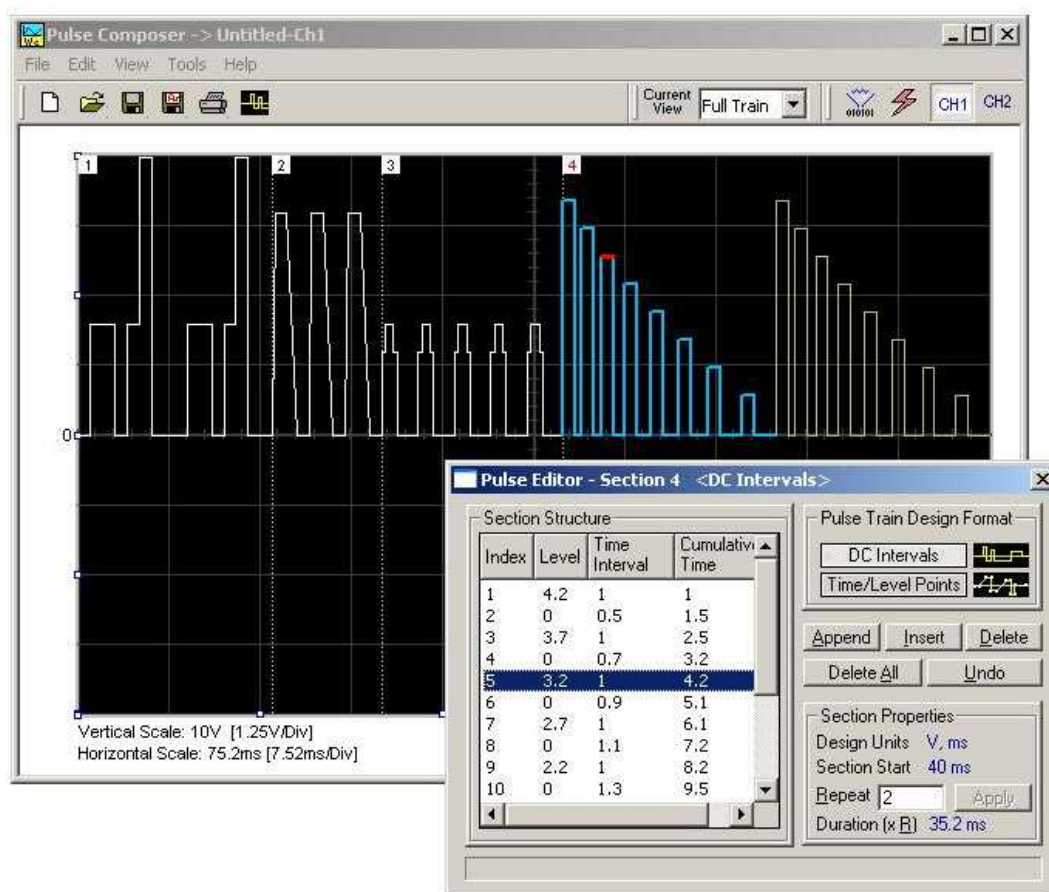 Pulse Composer -> Untitled-Ch1
File Edit View Tools Help
Current View Full Train
010101
CH1 CH2
1 2 3 4
0
Vertical Scale: 10V [1.25V/Div]
Horizontal Scale: 75.2ms [7.52ms/Div]
Pulse Editor - Section 4 <DC Intervals>
Section Structure
Index Level Time Interval Cumulative Time
1 4.2 1 1
2 0 0.5 1.5
3 3.7 1 2.5
4 0 0.7 3.2
5 3.2 1 4.2
6 0 0.9 5.1
7 2.7 1 6.1
8 0 1.1 7.2
9 2.2 1 8.2
10 0 1.3 9.5
Pulse Train Design Format
DC Intervals
Time/Level Points
Append Insert Delete
Delete All Undo
Section Properties
Design Units V, ms
Section Start 40 ms
Repeat 2 Apply
Duration (x R) 35.2 ms